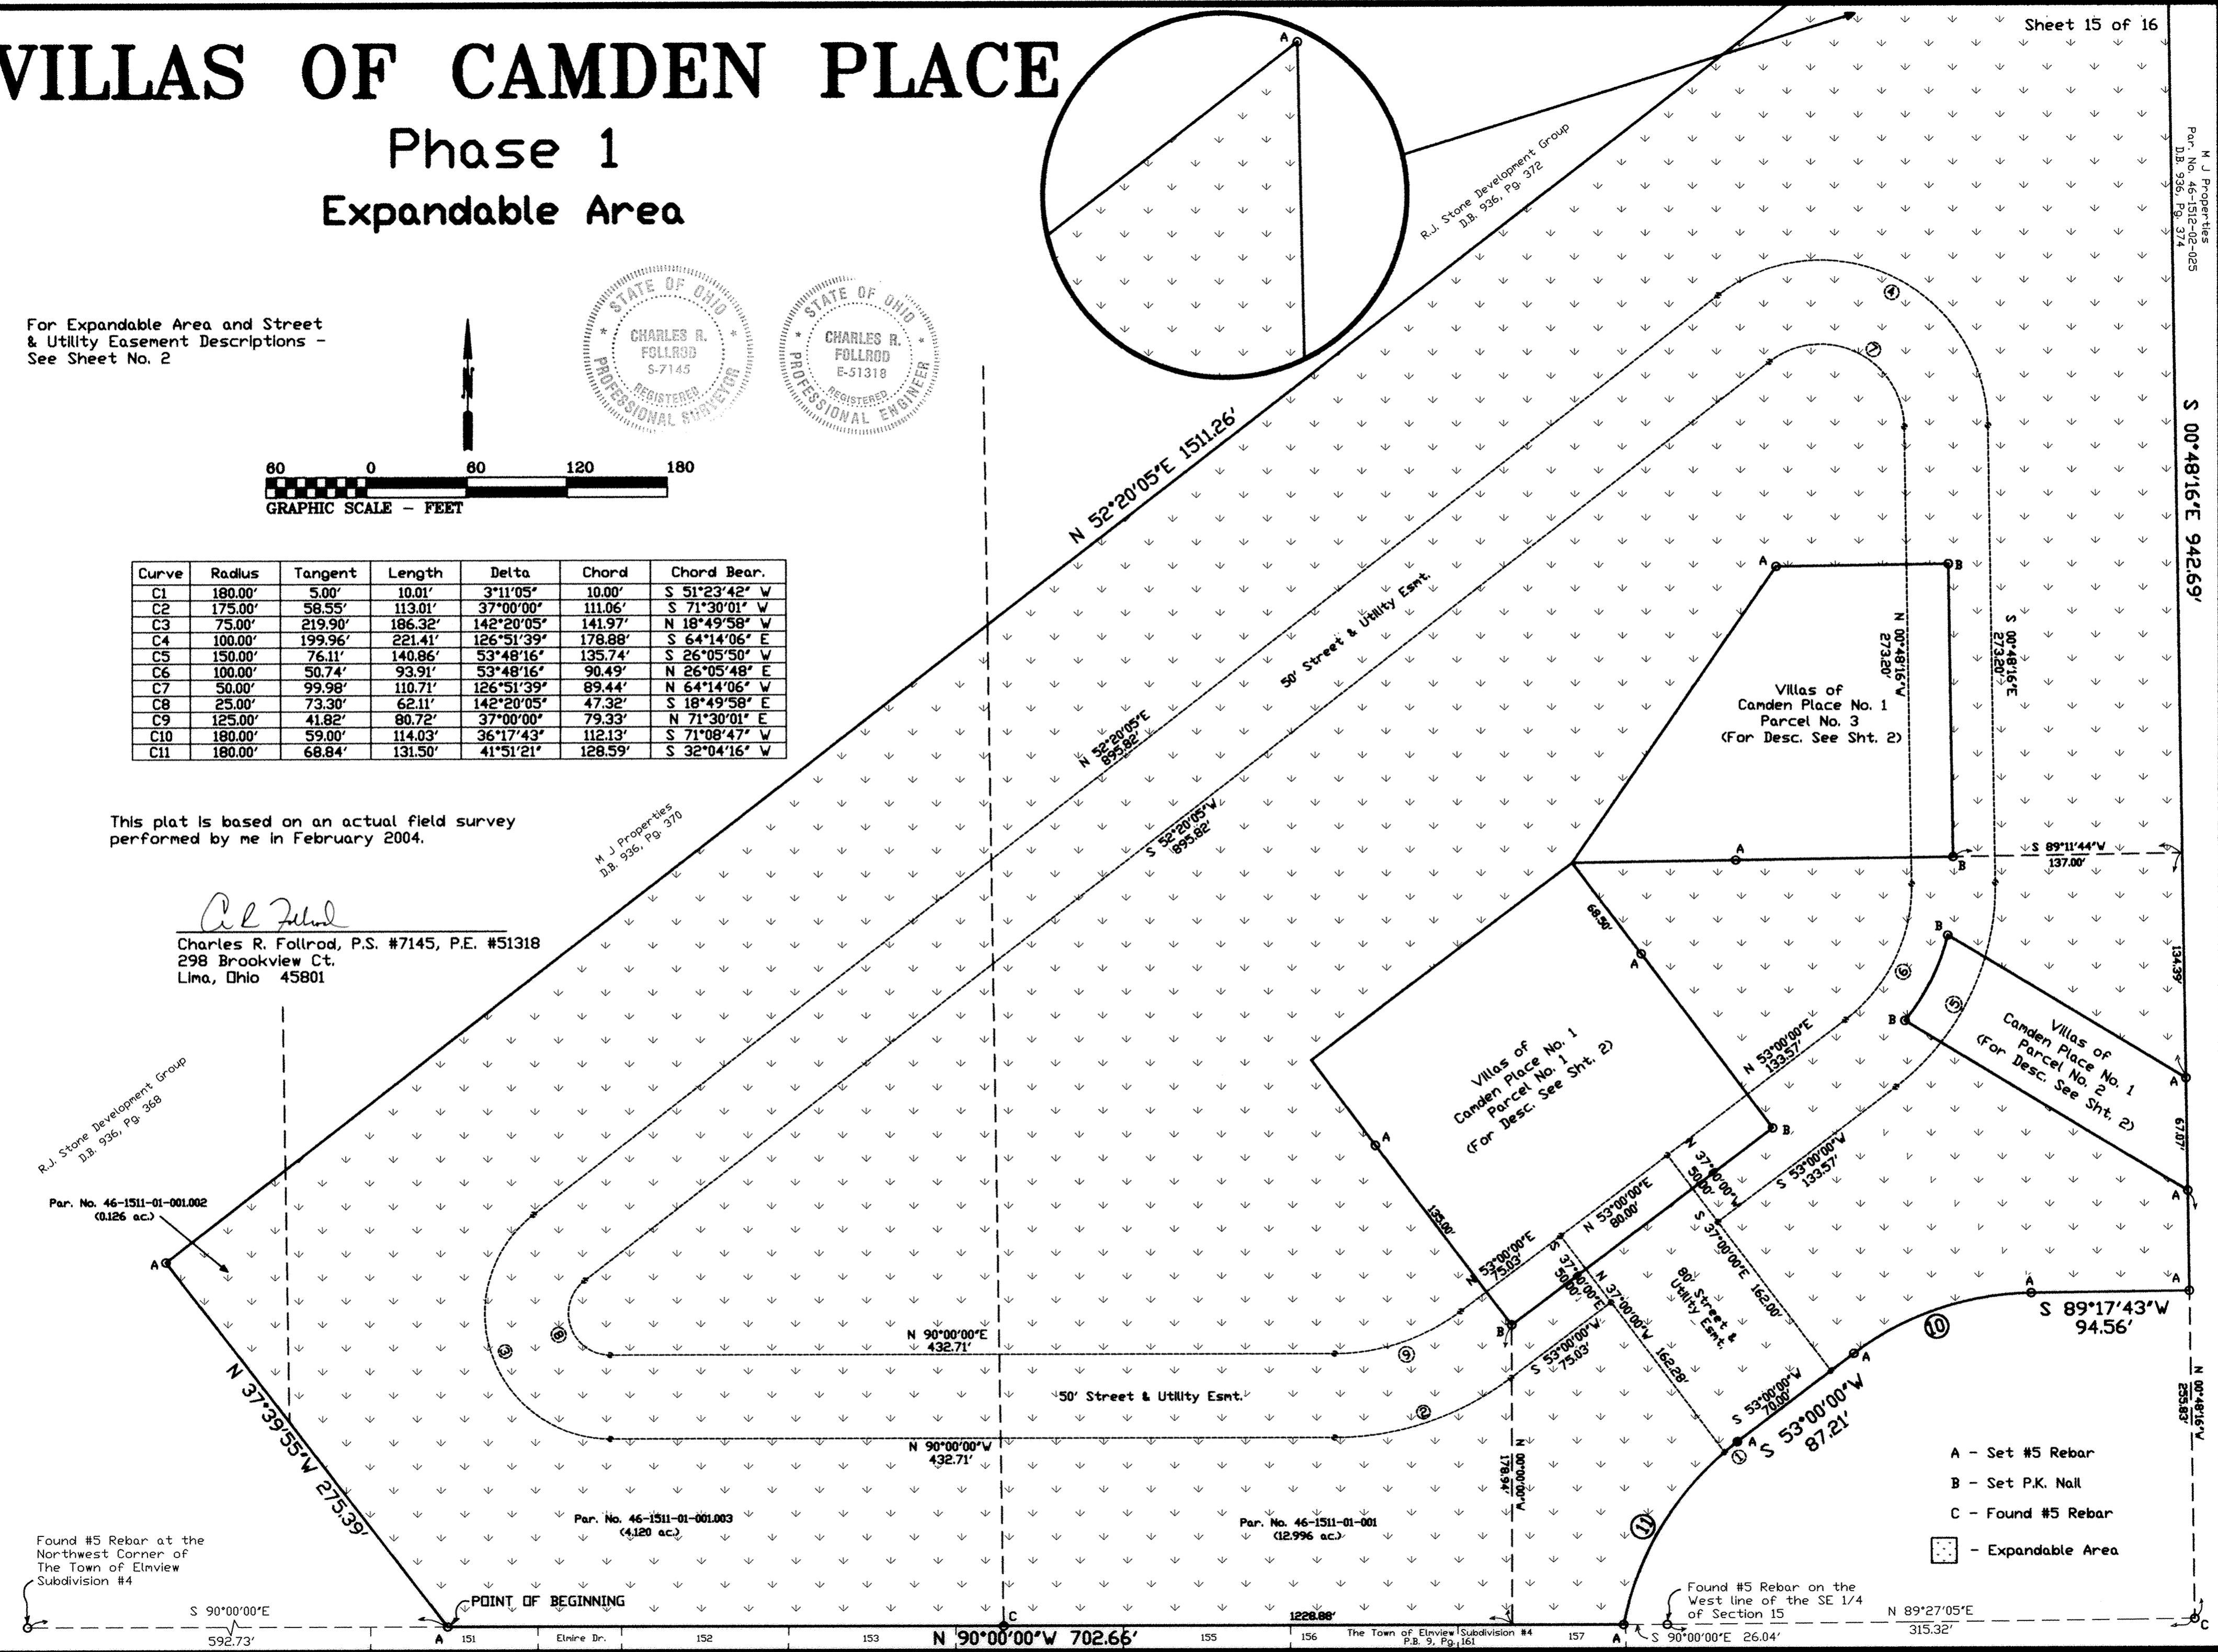 Sheet 15 of 16
VILLAS OF CAMDEN PLACE
Phase 1
Expandable Area
For Expandable Area and Street
& Utility Easement Descriptions -
See Sheet No. 2
N
STATE OF OHIO
CHARLES R.
FOLLROD
S-7145
REGISTERED
PROFESSIONAL SURVEYOR
STATE OF OHIO
CHARLES R.
FOLLROD
E-51318
REGISTERED
PROFESSIONAL ENGINEER
60 0 60 120 180
GRAPHIC SCALE - FEET
Curve Radius Tangent Length Delta Chord Chord Bear.
C1 180.00' 5.00' 10.01' 3°11'05" 10.00' S 51°23'42" W
C2 175.00' 58.55' 113.01' 37°00'00" 111.06' S 71°30'01" W
C3 75.00' 219.90' 186.32' 142°20'05" 141.97' N 18°49'58" W
C4 100.00' 199.96' 221.41' 126°51'39" 178.88' S 64°14'06" E
C5 150.00' 76.11' 140.86' 53°48'16" 135.74' S 26°05'50" W
C6 100.00' 50.74' 93.91' 53°48'16" 90.49' N 26°05'48" E
C7 50.00' 99.98' 110.71' 126°51'39" 89.44' N 64°14'06" W
C8 25.00' 73.30' 62.11' 142°20'05" 47.32' S 18°49'58" E
C9 125.00' 41.82' 80.72' 37°00'00" 79.33' N 71°30'01" E
C10 180.00' 59.00' 114.03' 36°17'43" 112.13' S 71°08'47" W
C11 180.00' 68.84' 131.50' 41°51'21" 128.59' S 32°04'16" W
This plat is based on an actual field survey
performed by me in February 2004.
C R Follrod
Charles R. Follrod, P.S. #7145, P.E. #51318
298 Brookview Ct.
Lima, Ohio 45801
A
R.J. Stone Development Group
D.B. 936, Pg. 372
M J Properties
Par. No. 46-1512-02-025
D.B. 936, Pg. 374
S 00°48'16"E 942.69'
N 52°20'05"E 1511.26'
4
7
50' Street & Utility Esmt.
N 52°20'05"E
895.82'
S 52°20'05"W
895.82'
M J Properties
D.B. 936, Pg. 370
A
B
N 00°48'16"W
273.20'
S 00°48'16"E
273.20'
Villas of
Camden Place No. 1
Parcel No. 3
(For Desc. See Sht. 2)
A
B
S 89°11'44"W
137.00'
68.50'
A
B
134.39'
6
5
B
Villas of
Camden Place No. 1
Parcel No. 2
(For Desc. See Sht. 2)
A
67.07'
A
Villas of
Camden Place No. 1
Parcel No. 1
(For Desc. See Sht. 2)
N 53°00'00"E
133.57'
B
A
S 53°00'00"W
133.57'
N 37°00'00"W
50.00'
N 53°00'00"E
80.00'
135.00'
N 53°00'00"E
75.03'
S 37°00'00"E
50.00'
S 37°00'00"E 162.00'
80' Street &
Utility Esmt.
N 37°00'00"W 162.28'
B
S 53°00'00"W
75.03'
R.J. Stone Development Group
D.B. 936, Pg. 368
Par. No. 46-1511-01-001.002
(0.126 ac.)
A
3
8
N 90°00'00"E
432.71'
50' Street & Utility Esmt.
N 90°00'00"W
432.71'
9
2
N 37°39'55"W 275.39'
A
A
S 89°17'43"W
94.56'
10
A
S 53°00'00"W
70.00'
S 53°00'00"W
87.21'
A
1
N 00°00'00"W
178.94'
N 00°48'16"W
255.83'
A - Set #5 Rebar
B - Set P.K. Nail
C - Found #5 Rebar
- Expandable Area
Par. No. 46-1511-01-001.003
(4.120 ac.)
Par. No. 46-1511-01-001
(12.996 ac.)
11
Found #5 Rebar at the
Northwest Corner of
The Town of Elmview
Subdivision #4
S 90°00'00"E
592.73'
POINT OF BEGINNING
A
C
1228.88'
Found #5 Rebar on the
West line of the SE 1/4
of Section 15
N 89°27'05"E
315.32'
C
151 Elmire Dr. 152 153 N 90°00'00"W 702.66' 155 156 The Town of Elmview Subdivision #4
P.B. 9, Pg. 161
157 A S 90°00'00"E 26.04'